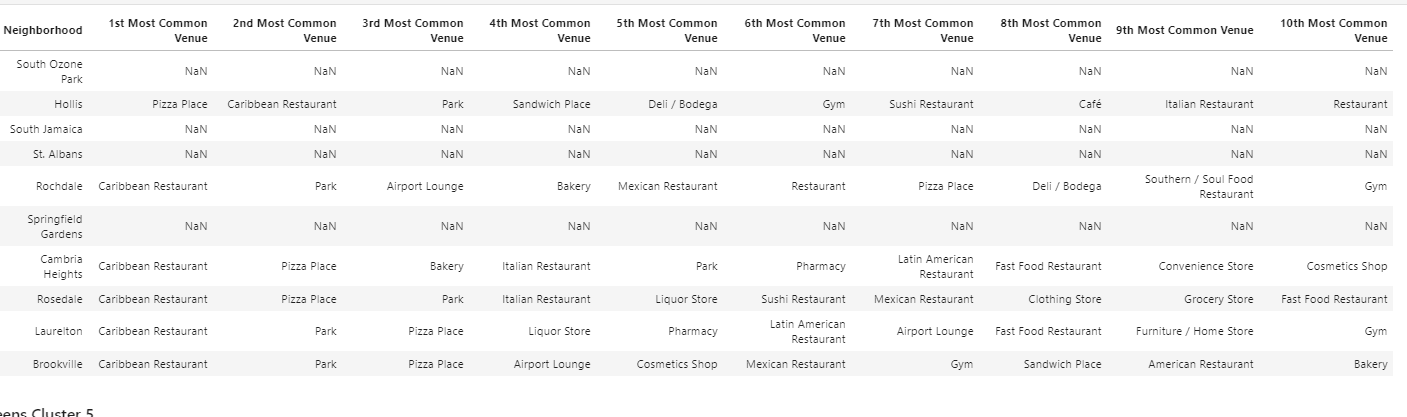 Neighborhood 1st Most Common Venue 2nd Most Common Venue 3rd Most Common Venue 4th Most Common Venue 5th Most Common Venue 6th Most Common Venue 7th Most Common Venue 8th Most Common Venue 9th Most Common Venue 10th Most Common Venue
South Ozone Park NaN NaN NaN NaN NaN NaN NaN NaN NaN NaN
Hollis Pizza Place Caribbean Restaurant Park Sandwich Place Deli / Bodega Gym Sushi Restaurant Café Italian Restaurant Restaurant
South Jamaica NaN NaN NaN NaN NaN NaN NaN NaN NaN NaN
St. Albans NaN NaN NaN NaN NaN NaN NaN NaN NaN NaN
Rochdale Caribbean Restaurant Park Airport Lounge Bakery Mexican Restaurant Restaurant Pizza Place Deli / Bodega Southern / Soul Food Restaurant Gym
Springfield Gardens NaN NaN NaN NaN NaN NaN NaN NaN NaN NaN
Cambria Heights Caribbean Restaurant Pizza Place Bakery Italian Restaurant Park Pharmacy Latin American Restaurant Fast Food Restaurant Convenience Store Cosmetics Shop
Rosedale Caribbean Restaurant Pizza Place Park Italian Restaurant Liquor Store Sushi Restaurant Mexican Restaurant Clothing Store Grocery Store Fast Food Restaurant
Laurelton Caribbean Restaurant Park Pizza Place Liquor Store Pharmacy Latin American Restaurant Airport Lounge Fast Food Restaurant Furniture / Home Store Gym
Brookville Caribbean Restaurant Park Pizza Place Airport Lounge Cosmetics Shop Mexican Restaurant Gym Sandwich Place American Restaurant Bakery
eens Cluster 5